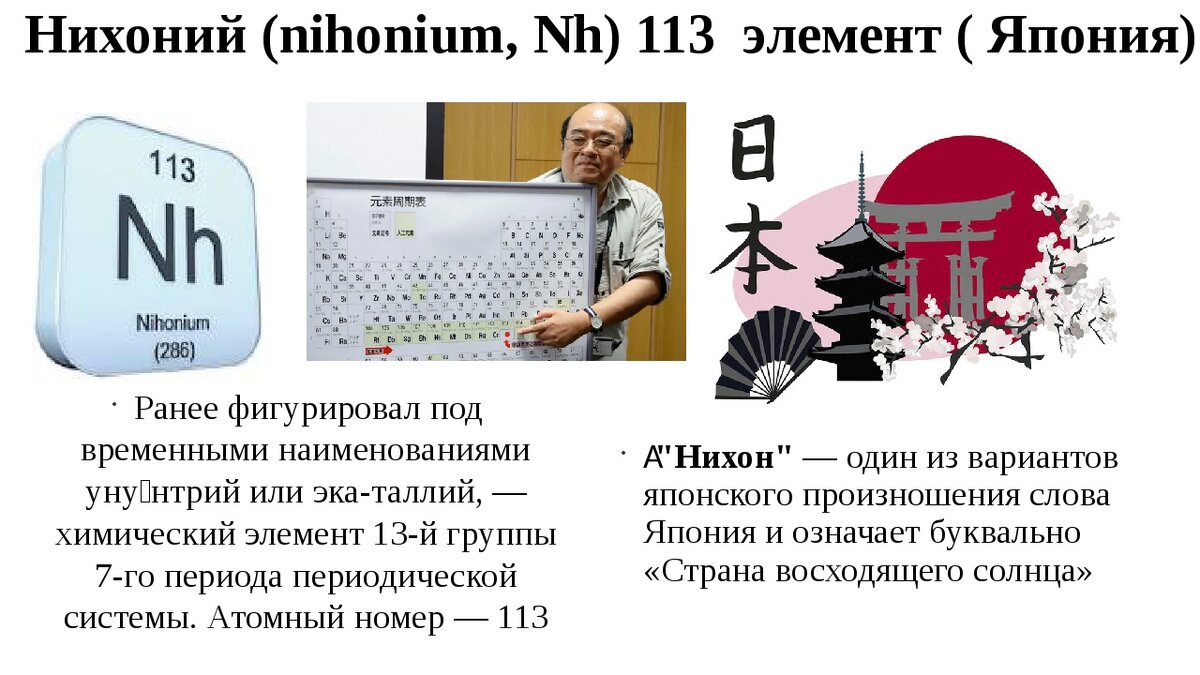 Нихоний (nihonium, Nh) 113 элемент ( Япония)
113
Nh
Nihonium
(286)
元素周期表
日
本
· Ранее фигурировал под
временными наименованиями
уну́нтрий или эка-таллий, —
химический элемент 13-й группы
7-го периода периодической
системы. Атомный номер — 113
· А"Нихон" — один из вариантов
японского произношения слова
Япония и означает буквально
«Страна восходящего солнца»